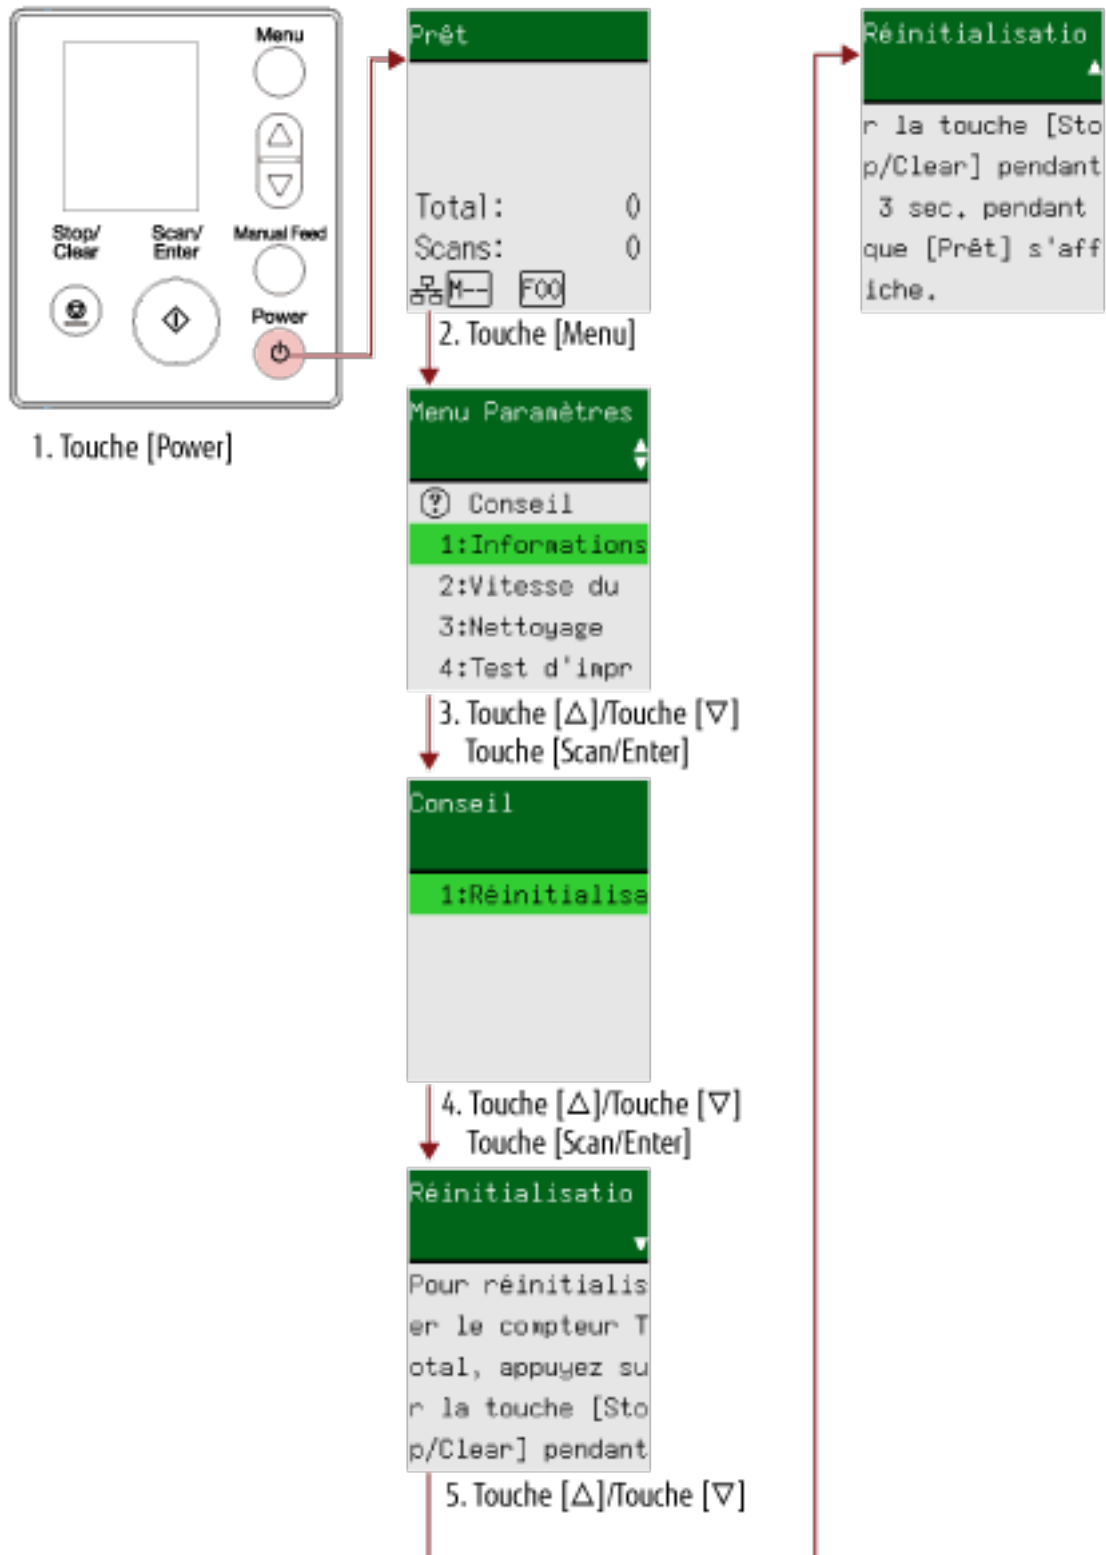 Menu
Stop/
Clear
Scan/
Enter
Manual Feed
Power
1. Touche [Power]
Prêt
Total: 0
Scans: 0
M-- F00
2. Touche [Menu]
Menu Paramètres
? Conseil
1:Informations
2:Vitesse du
3:Nettoyage
4:Test d'impr
3. Touche [△]/Touche [▽]
Touche [Scan/Enter]
Conseil
1:Réinitialisa
4. Touche [△]/Touche [▽]
Touche [Scan/Enter]
Réinitialisatio
Pour réinitialis
er le compteur T
otal, appuyez su
r la touche [Sto
p/Clear] pendant
5. Touche [△]/Touche [▽]
Réinitialisatio
r la touche [Sto
p/Clear] pendant
3 sec. pendant
que [Prêt] s'aff
iche.